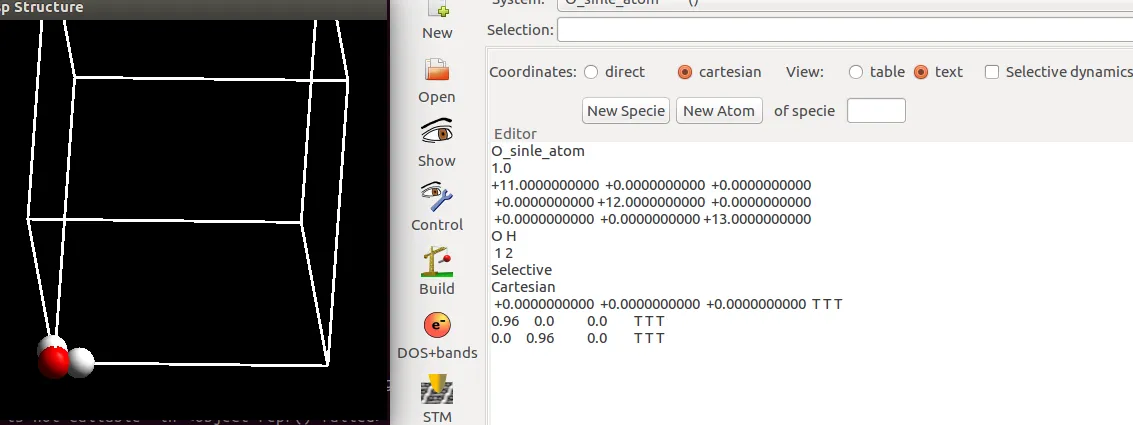 p Structure
New
Open
Show
Control
Build
e-
DOS+bands
STM
System: O_sinle_atom ()
Selection:
Coordinates: direct cartesian View: table text Selective dynamics
New Specie New Atom of specie
Editor
O_sinle_atom
1.0
+11.0000000000 +0.0000000000 +0.0000000000
+0.0000000000 +12.0000000000 +0.0000000000
+0.0000000000 +0.0000000000 +13.0000000000
O H
1 2
Selective
Cartesian
+0.0000000000 +0.0000000000 +0.0000000000 T T T
0.96 0.0 0.0 T T T
0.0 0.96 0.0 T T T